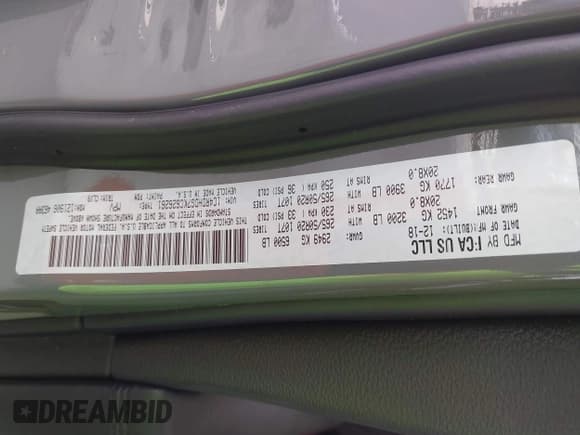 MFD BY FCA US LLC
DATE OF MFR(BUILT): 12-18
2949 KG 6500 LB
GAWR FRONT
1452 KG 3200 LB WITH 265/50R20 107T
20X8.0 RIMS AT 230 KPA ( 33 PSI COLD
GAWR REAR
1770 KG 3900 LB WITH 265/50R20 107T
20X8.0 RIMS AT 250 KPA ( 36 PSI COLD
THIS VEHICLE CONFORMS TO ALL APPLICABLE U.S.A. FEDERAL MOTOR VEHICLE SAFETY
STANDARDS IN EFFECT ON THE DATE OF MANUFACTURE SHOWN ABOVE.
TYPE: MPV
VEHICLE MADE IN U.S.A. PAINT: PDN
DREAMBID